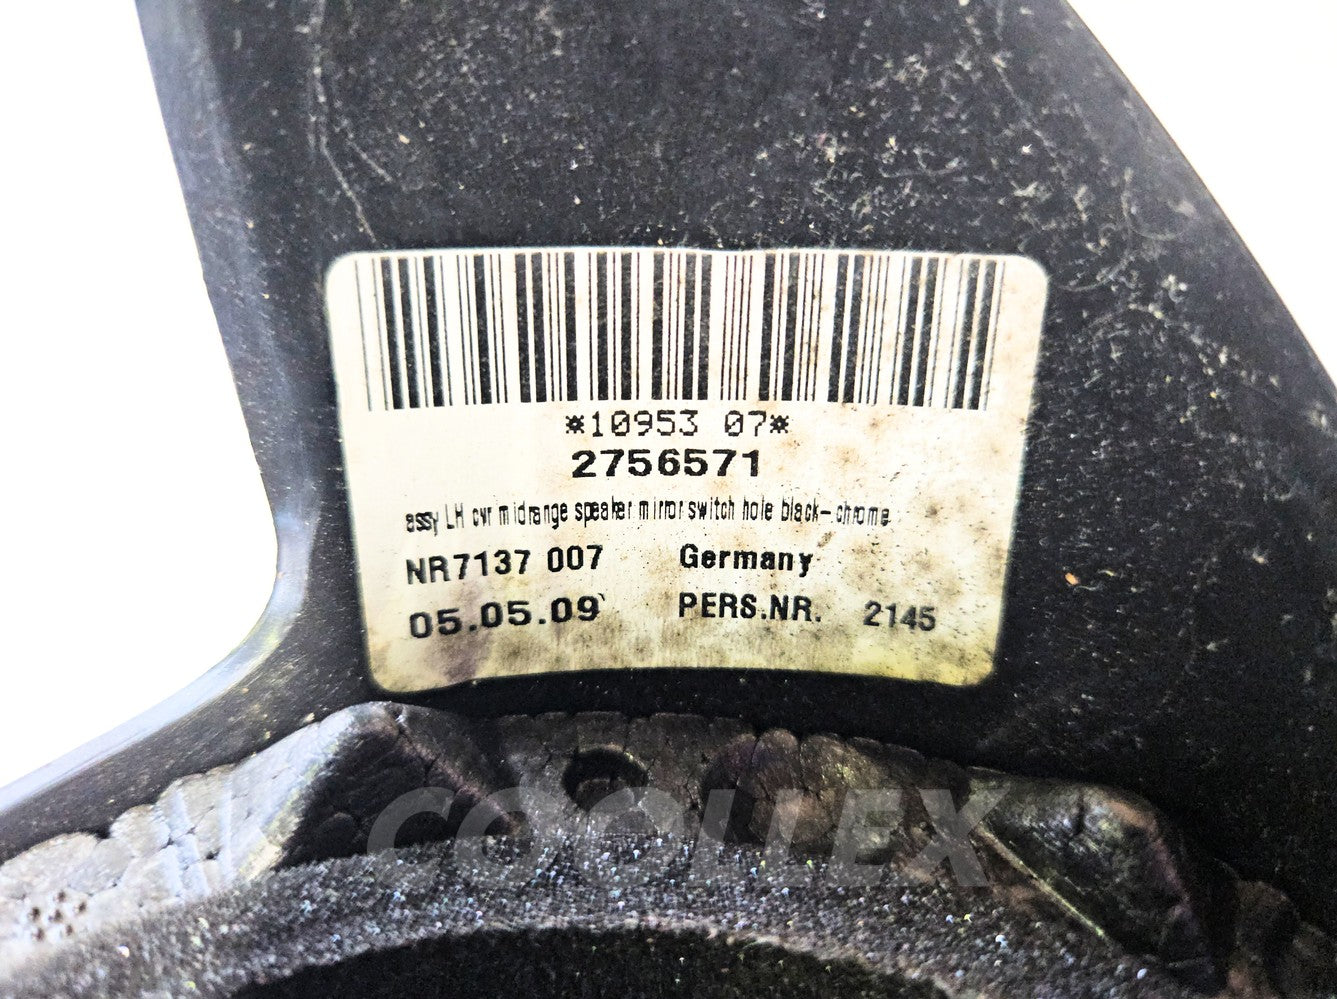 *10953 07*
2756571
assy LH cvr midrange speaker mirror switch hole black-chrome
NR7137 007 Germany
05.05.09 PERS.NR. 2145
COOLLEX